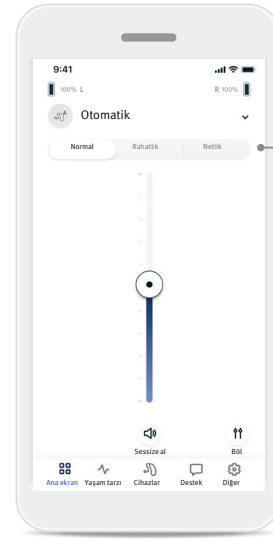 9:41
100% L
R 100%
A
Otomatik
Normal Rahatlık Netlik
Sessize al Böl
Ana ekran Yaşam tarzı Cihazlar Destek Diğer